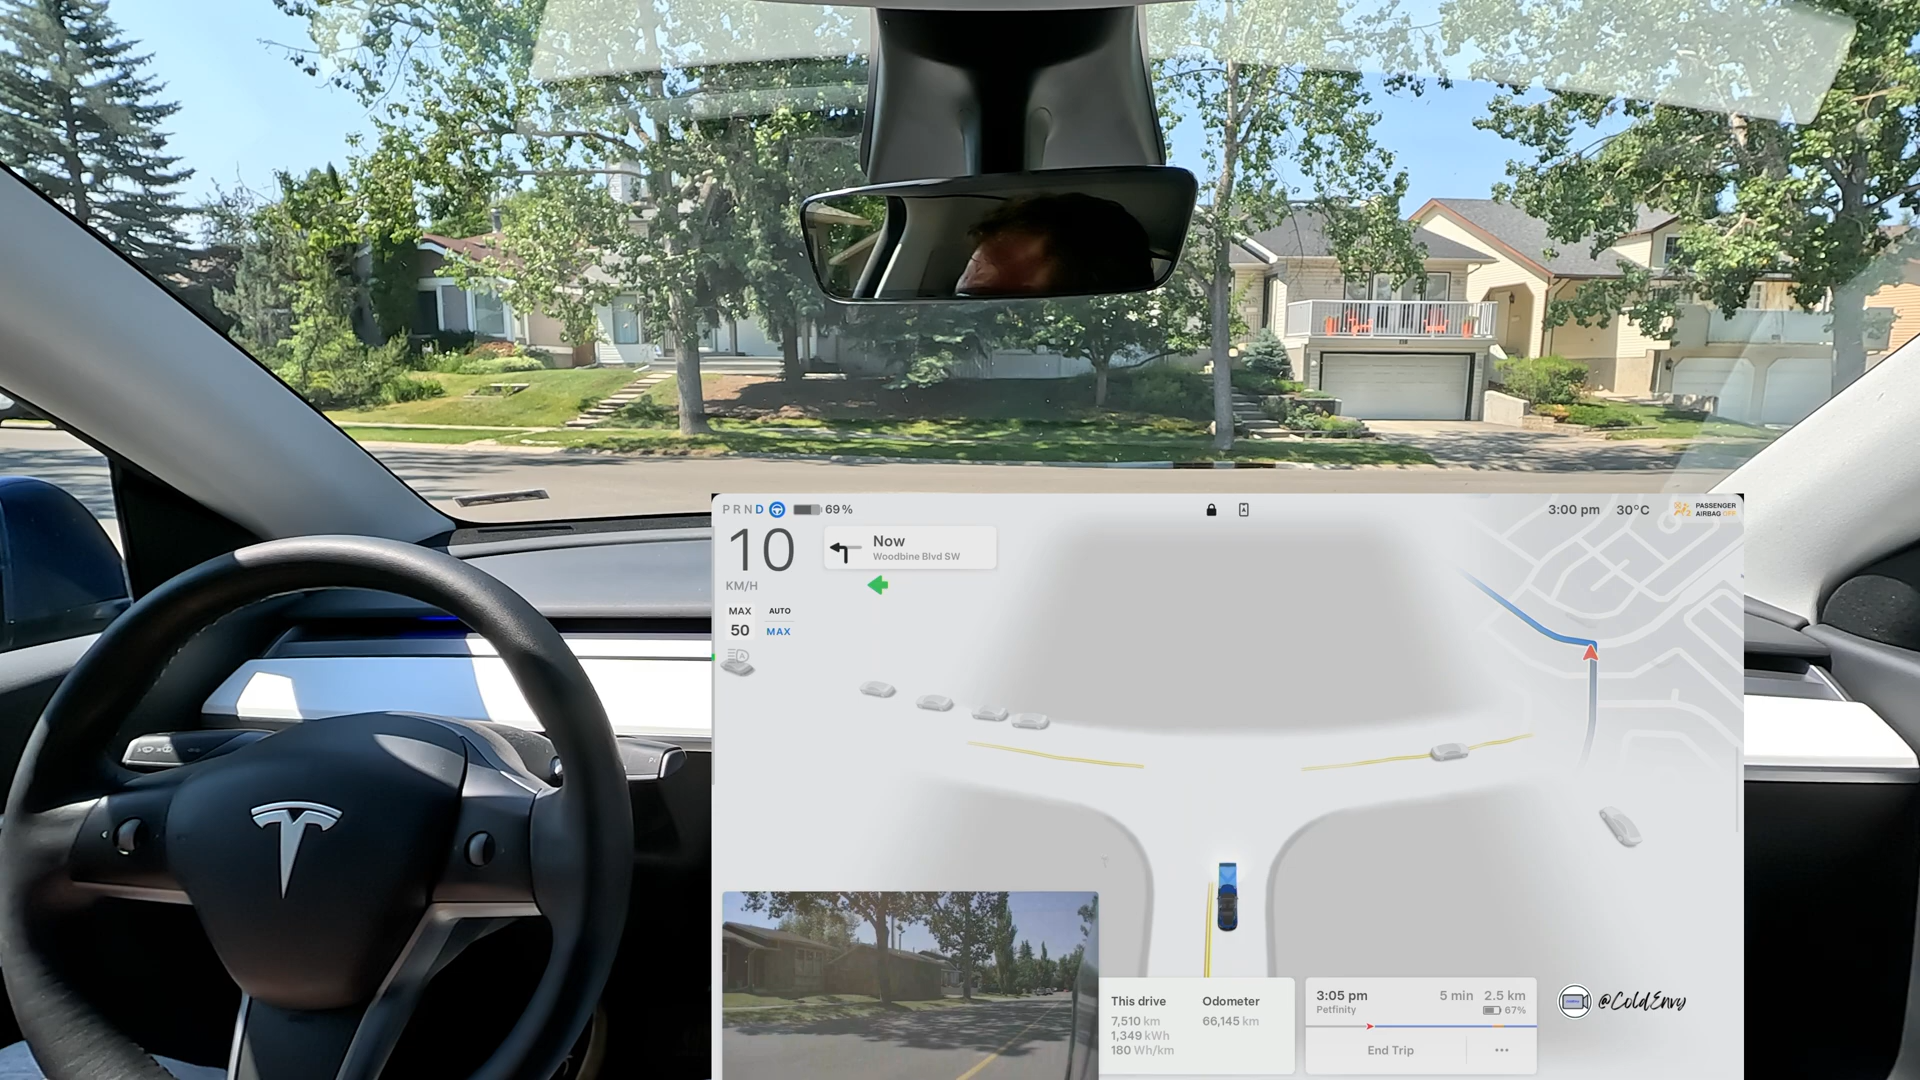 PRND 69%
3:00 pm 30°C PASSENGER
AIRBAG OFF
10
KM/H
Now
Woodbine Blvd SW
MAX AUTO
50 MAX
This drive Odometer
7,510 km 66,145 km
1,349 kWh
180 Wh/km
3:05 pm 5 min 2.5 km
Petfinity 67%
End Trip ...
@ColdEnvy